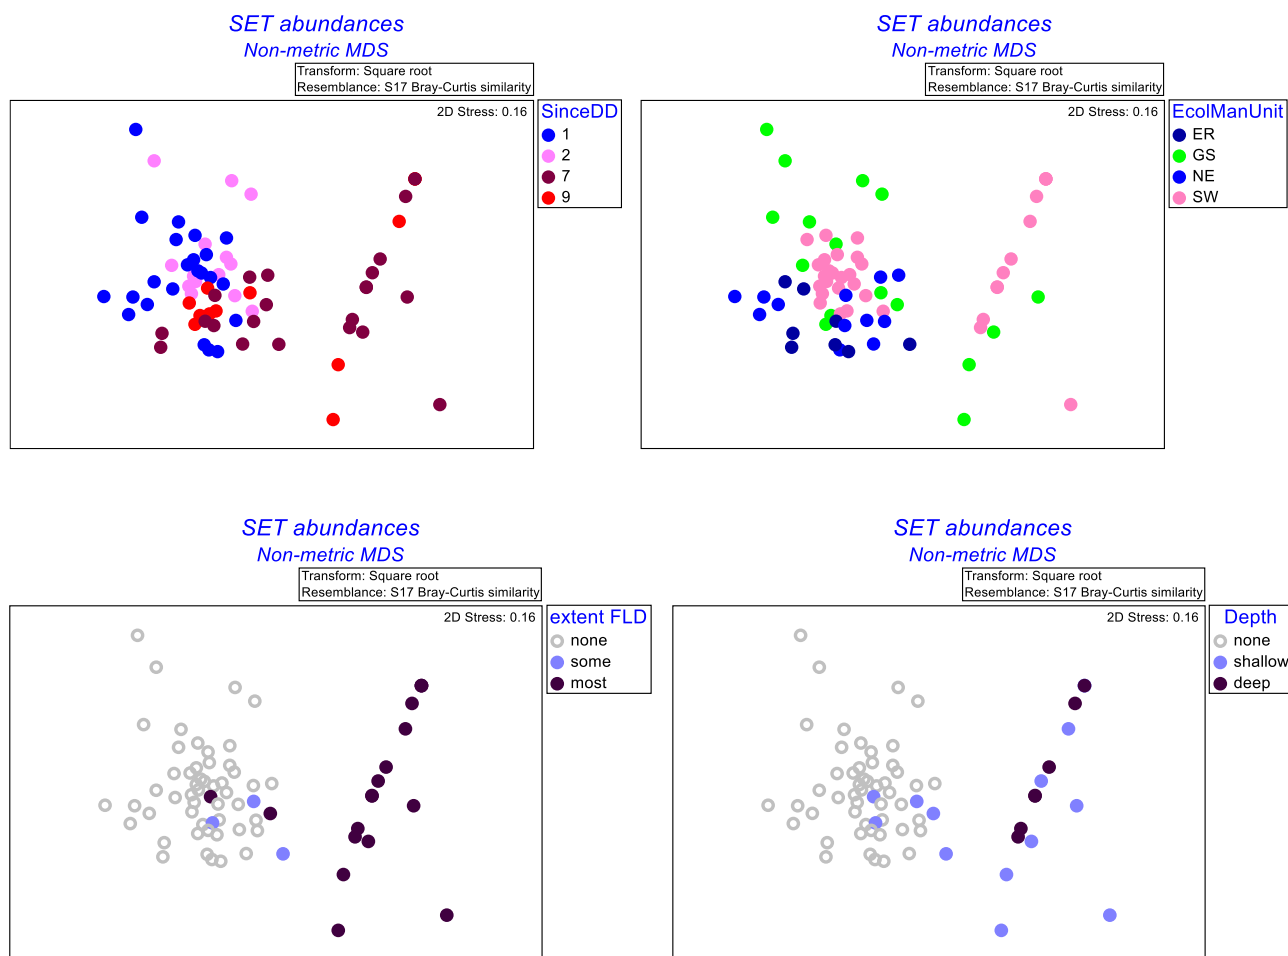 SET abundances
Non-metric MDS
Transform: Square root
Resemblance: S17 Bray-Curtis similarity
2D Stress: 0.16
SinceDD
1
2
7
9
SET abundances
Non-metric MDS
Transform: Square root
Resemblance: S17 Bray-Curtis similarity
2D Stress: 0.16
EcolManUnit
ER
GS
NE
SW
SET abundances
Non-metric MDS
Transform: Square root
Resemblance: S17 Bray-Curtis similarity
2D Stress: 0.16
extent FLD
none
some
most
SET abundances
Non-metric MDS
Transform: Square root
Resemblance: S17 Bray-Curtis similarity
2D Stress: 0.16
Depth
none
shallow
deep